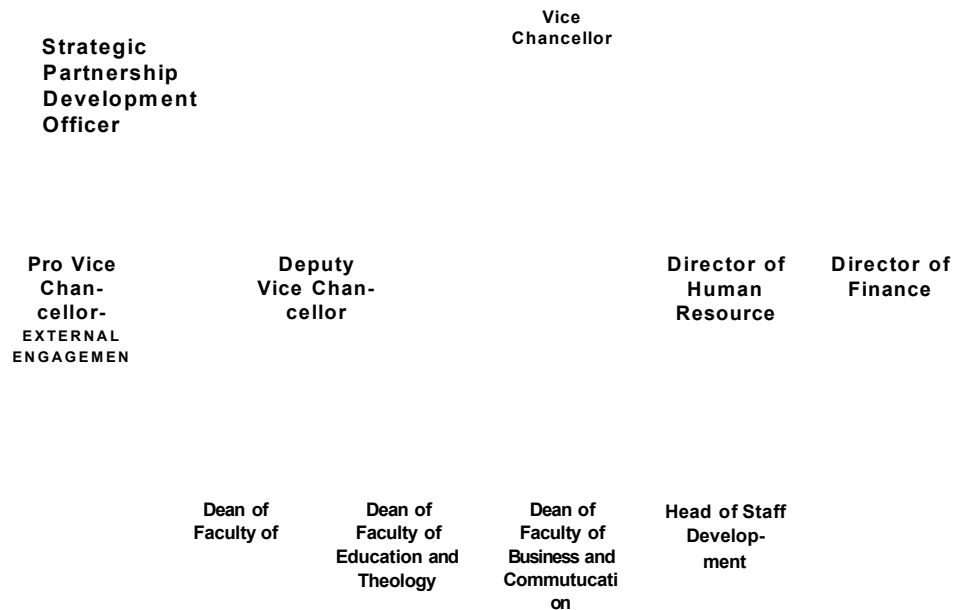 Vice
Chancellor
Strategic
Partnership
Development
Officer
Pro Vice
Chan-
cellor-
EXTERNAL
ENGAGEMEN
Deputy
Vice Chan-
cellor
Director of
Human
Resource
Director of
Finance
Dean of
Faculty of
Dean of
Faculty of
Education and
Theology
Dean of
Faculty of
Business and
Commutucati
on
Head of Staff
Develop-
ment